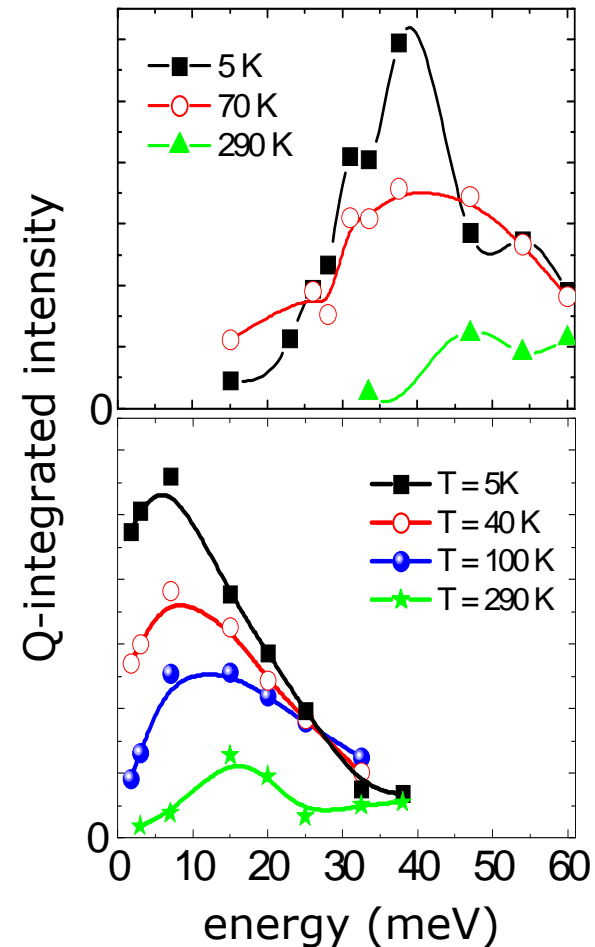 5 K
70 K
290 K
0
Q-integrated intensity
T = 5K
T = 40 K
T = 100 K
T = 290 K
0
0 10 20 30 40 50 60
energy (meV)